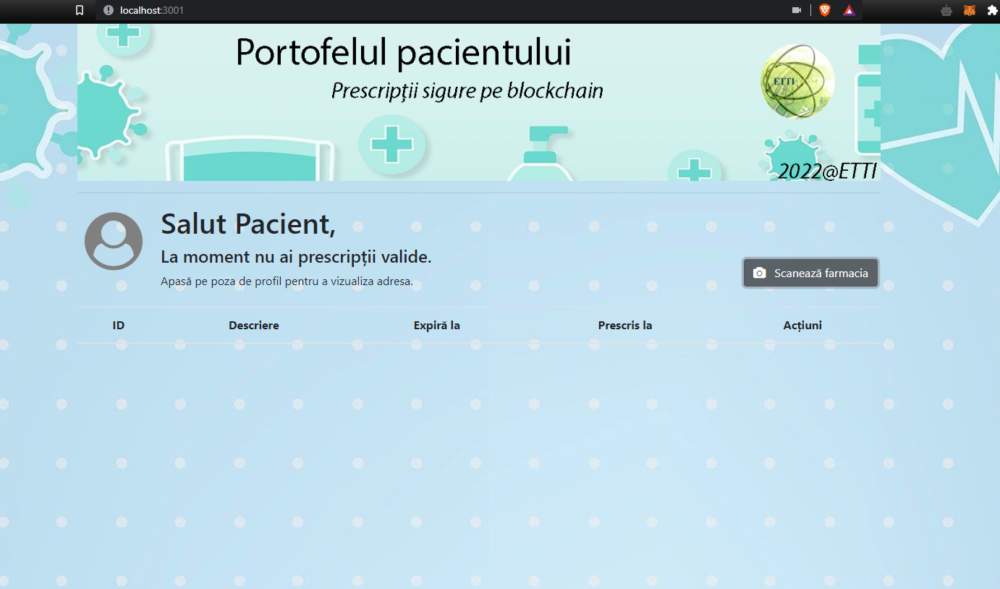 localhost:3001
Portofelul pacientului
Prescripții sigure pe blockchain
ETTI
2022@ETTI
Salut Pacient,
La moment nu ai prescripții valide.
Apasă pe poza de profil pentru a vizualiza adresa.
Scanează farmacia
ID Descriere Expiră la Prescris la Acțiuni